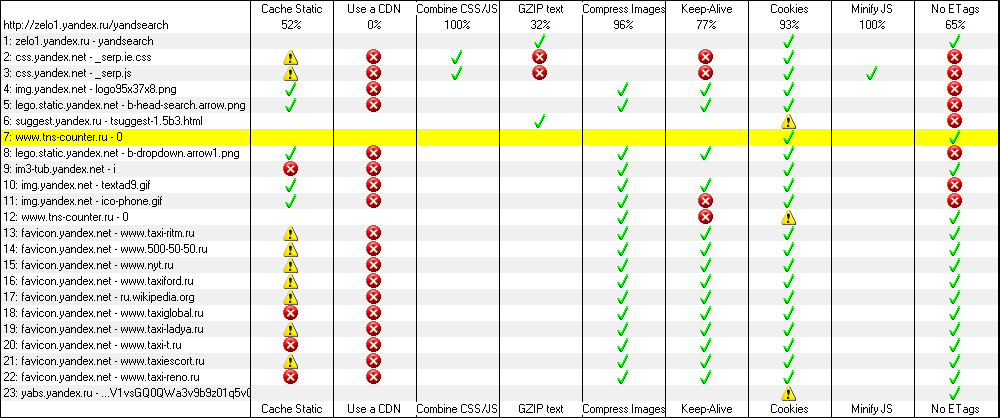 Cache Static Use a CDN Combine CSS/JS GZIP text Compress Images Keep-Alive Cookies Minify JS No ETags
http://zelo1.yandex.ru/yandsearch 52% 0% 100% 32% 96% 77% 93% 100% 65%
1: zelo1.yandex.ru - yandsearch
2: css.yandex.net - _serp.ie.css
3: css.yandex.net - _serp.js
4: img.yandex.net - logo95x37x8.png
5: lego.static.yandex.net - b-head-search.arrow.png
6: suggest.yandex.ru - tsuggest-1.5b3.html
7: www.tns-counter.ru - 0
8: lego.static.yandex.net - b-dropdown.arrow1.png
9: im3-tub.yandex.net - i
10: img.yandex.net - textad9.gif
11: img.yandex.net - ico-phone.gif
12: www.tns-counter.ru - 0
13: favicon.yandex.net - www.taxi-ritm.ru
14: favicon.yandex.net - www.500-50-50.ru
15: favicon.yandex.net - www.nyt.ru
16: favicon.yandex.net - www.taxiford.ru
17: favicon.yandex.net - ru.wikipedia.org
18: favicon.yandex.net - www.taxiglobal.ru
19: favicon.yandex.net - www.taxi-ladya.ru
20: favicon.yandex.net - www.taxi-t.ru
21: favicon.yandex.net - www.taxiescort.ru
22: favicon.yandex.net - www.taxi-reno.ru
23: yabs.yandex.ru - ...V1vsGQ0QWa3v9b9z01q5v0
Cache Static Use a CDN Combine CSS/JS GZIP text Compress Images Keep-Alive Cookies Minify JS No ETags